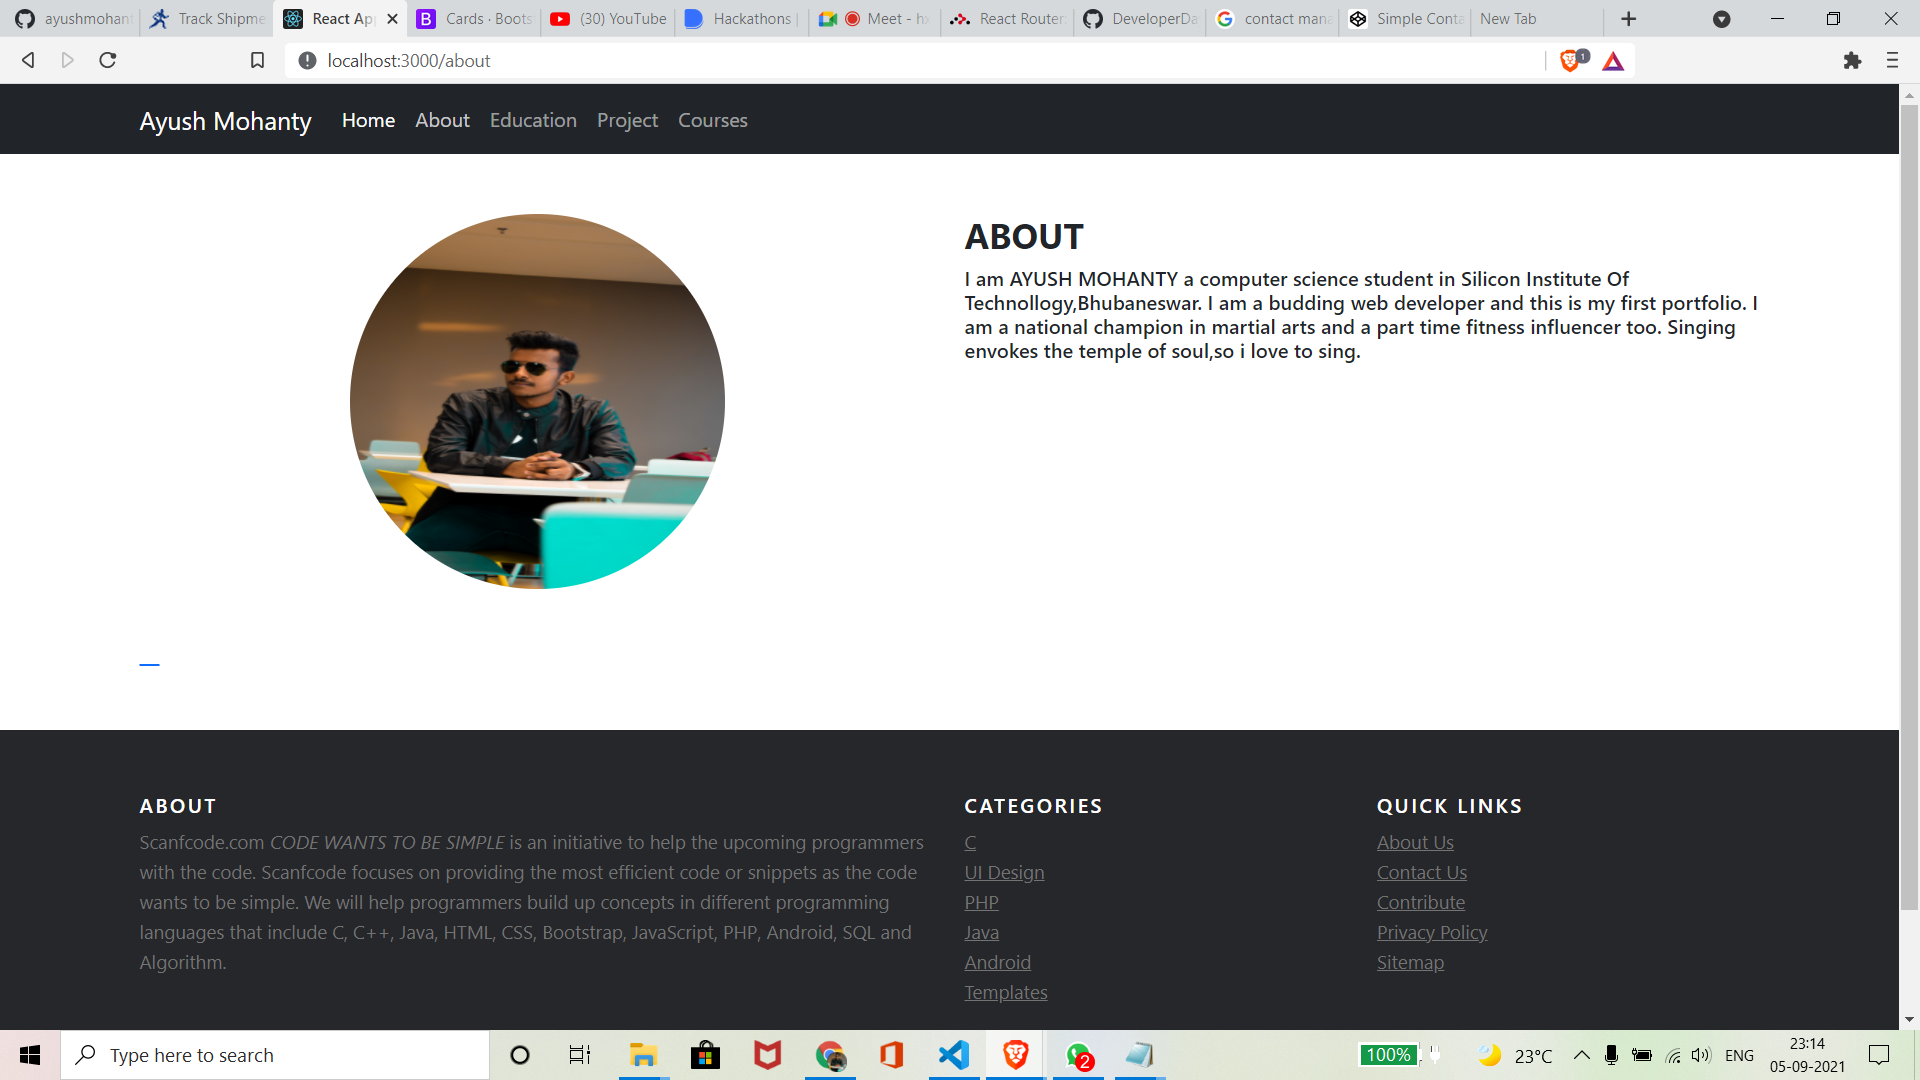 ayushmohant
Track Shipme
React Ap
Cards · Boots
(30) YouTube
Hackathons
Meet - hx
React Router
DeveloperDa
contact mana
Simple Conta
New Tab
localhost:3000/about
1
Ayush Mohanty
Home
About
Education
Project
Courses
ABOUT
I am AYUSH MOHANTY a computer science student in Silicon Institute Of
Technollogy,Bhubaneswar. I am a budding web developer and this is my first portfolio. I
am a national champion in martial arts and a part time fitness influencer too. Singing
envokes the temple of soul,so i love to sing.
ABOUT
Scanfcode.com CODE WANTS TO BE SIMPLE is an initiative to help the upcoming programmers
with the code. Scanfcode focuses on providing the most efficient code or snippets as the code
wants to be simple. We will help programmers build up concepts in different programming
languages that include C, C++, Java, HTML, CSS, Bootstrap, JavaScript, PHP, Android, SQL and
Algorithm.
CATEGORIES
C
UI Design
PHP
Java
Android
Templates
QUICK LINKS
About Us
Contact Us
Contribute
Privacy Policy
Sitemap
Type here to search
2
100%
23°C
ENG
23:14
05-09-2021